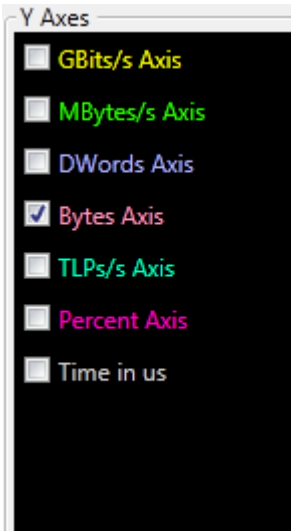 Y Axes
GBits/s Axis
MBytes/s Axis
DWords Axis
Bytes Axis
TLPs/s Axis
Percent Axis
Time in us